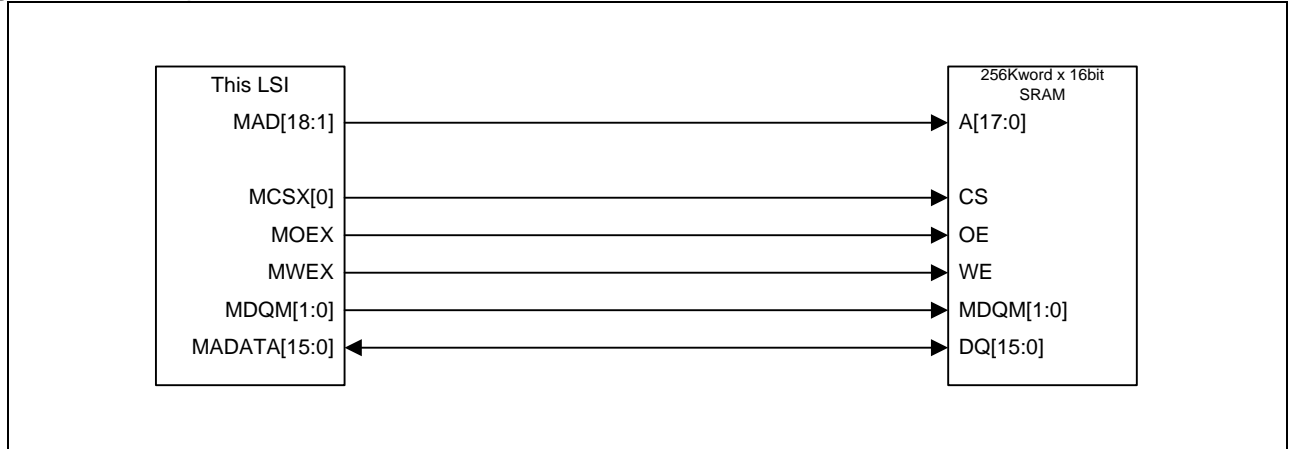 This LSI
256Kword x 16bit
SRAM
MAD[18:1]
A[17:0]
MCSX[0]
CS
MOEX
OE
MWEX
WE
MDQM[1:0]
MDQM[1:0]
MADATA[15:0]
DQ[15:0]